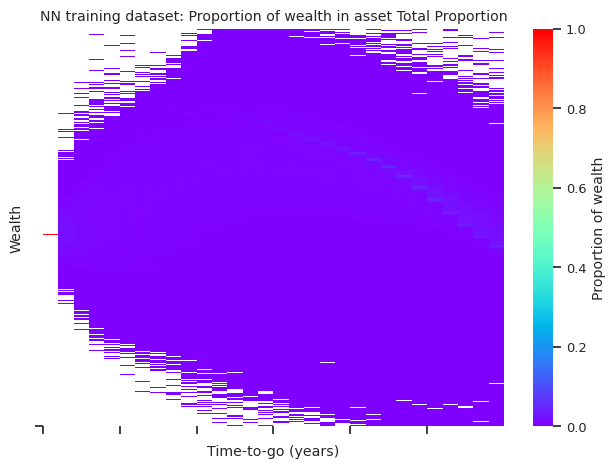 NN training dataset: Proportion of wealth in asset Total Proportion
1.0
0.8
0.6
0.4
0.2
0.0
Proportion of wealth
Wealth
Time-to-go (years)